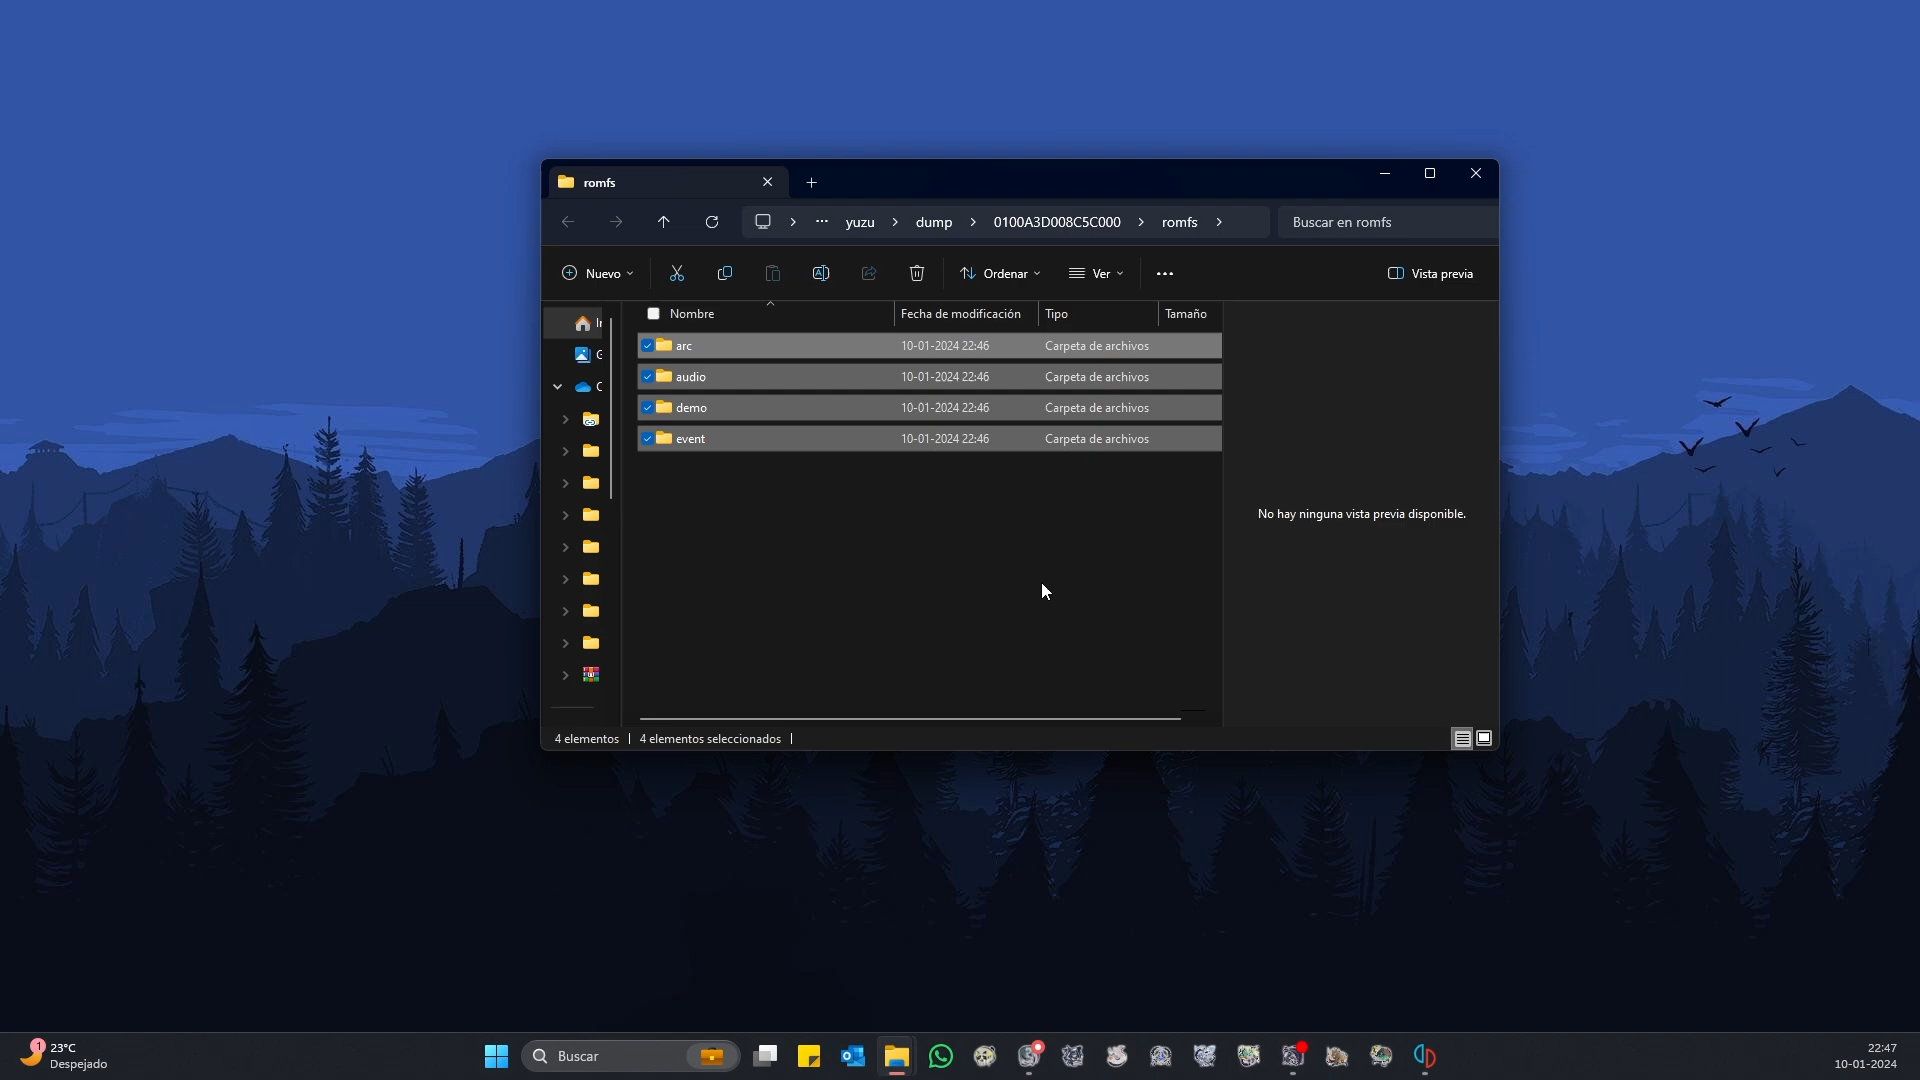 romfs
yuzu
dump
0100A3D008C5C000
romfs
Buscar en romfs
Nuevo
Ordenar
Ver
Vista previa
Nombre
Fecha de modificación
Tipo
Tamaño
arc
10-01-2024 22:46
Carpeta de archivos
audio
10-01-2024 22:46
Carpeta de archivos
demo
10-01-2024 22:46
Carpeta de archivos
event
10-01-2024 22:46
Carpeta de archivos
No hay ninguna vista previa disponible.
4 elementos
4 elementos seleccionados
1
23°C
Despejado
Buscar
22:47
10-01-2024